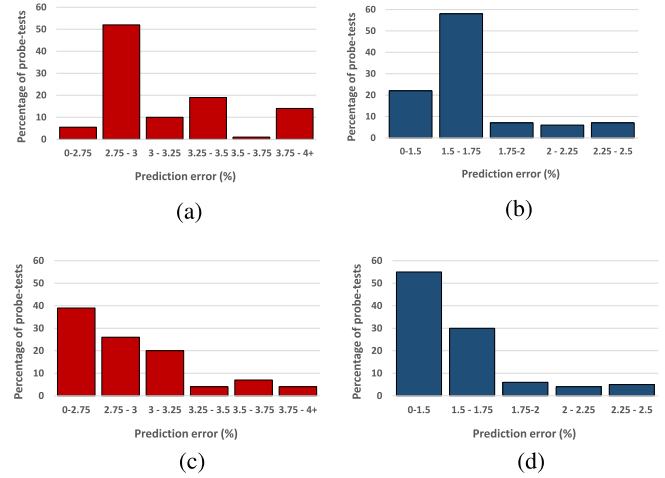 60
50
40
30
20
10
0
Percentage of probe-tests
0-2.75 2.75 - 3 3 - 3.25 3.25 - 3.5 3.5 - 3.75 3.75 - 4+
Prediction error (%)
(a)
60
50
40
30
20
10
0
Percentage of probe-tests
0-1.5 1.5 - 1.75 1.75-2 2 - 2.25 2.25 - 2.5
Prediction error (%)
(b)
60
50
40
30
20
10
0
Percentage of probe-tests
0-2.75 2.75 - 3 3 - 3.25 3.25 - 3.5 3.5 - 3.75 3.75 - 4+
Prediction error (%)
(c)
60
50
40
30
20
10
0
Percentage of probe-tests
0-1.5 1.5 - 1.75 1.75-2 2 - 2.25 2.25 - 2.5
Prediction error (%)
(d)